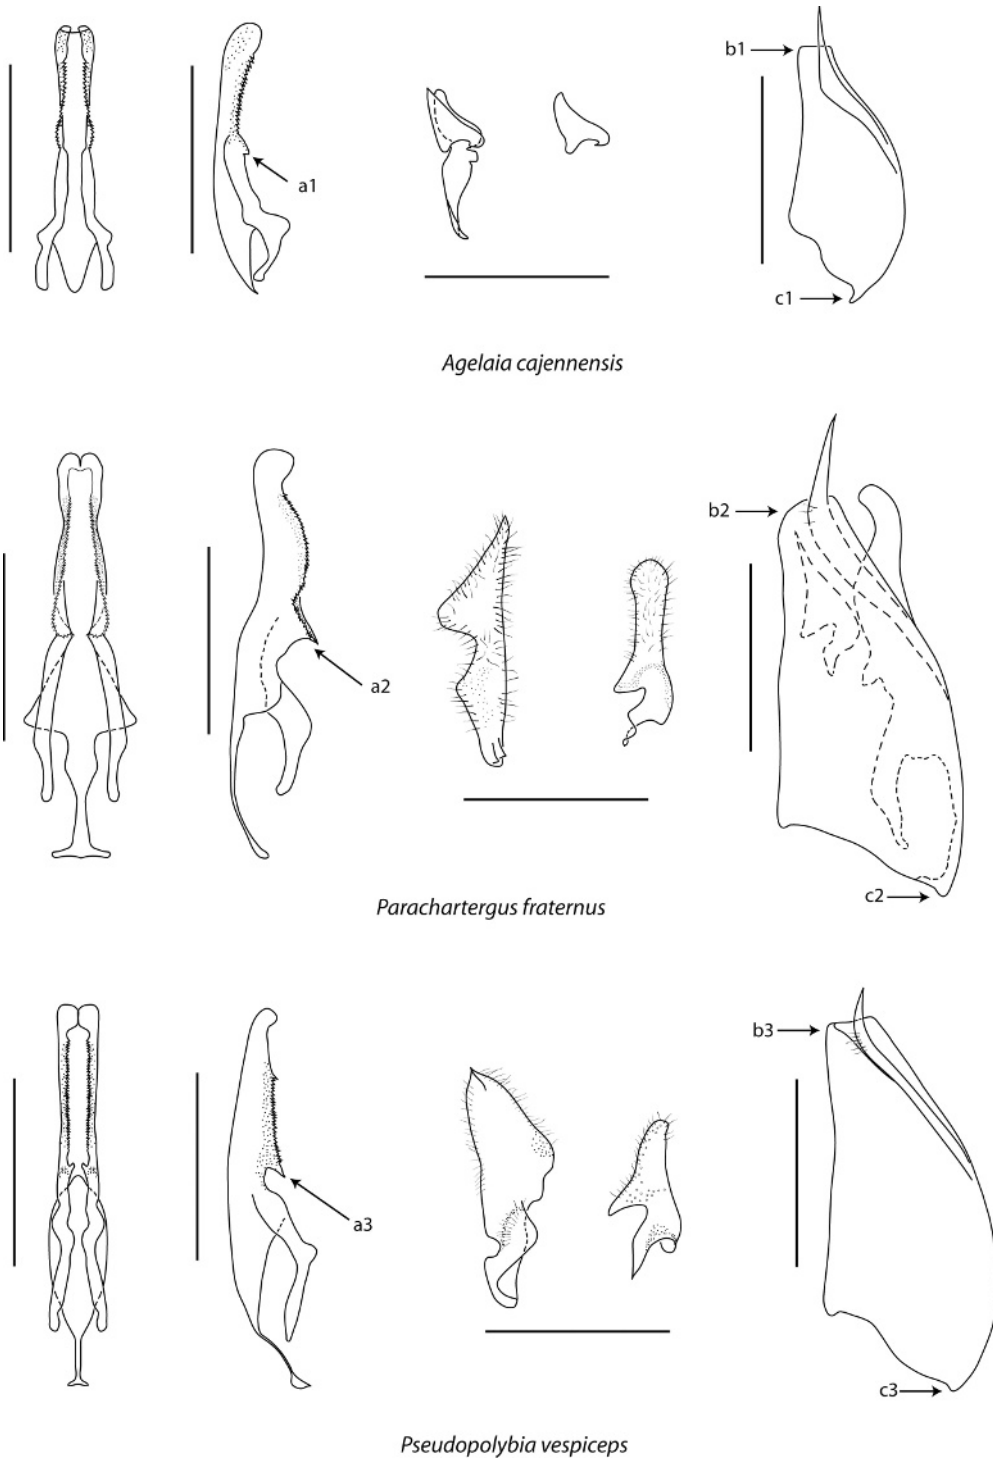 b1
a1
c1
Agelaia cajennensis
b2
a2
c2
Parachartergus fraternus
b3
a3
c3
Pseudopolybia vespiceps